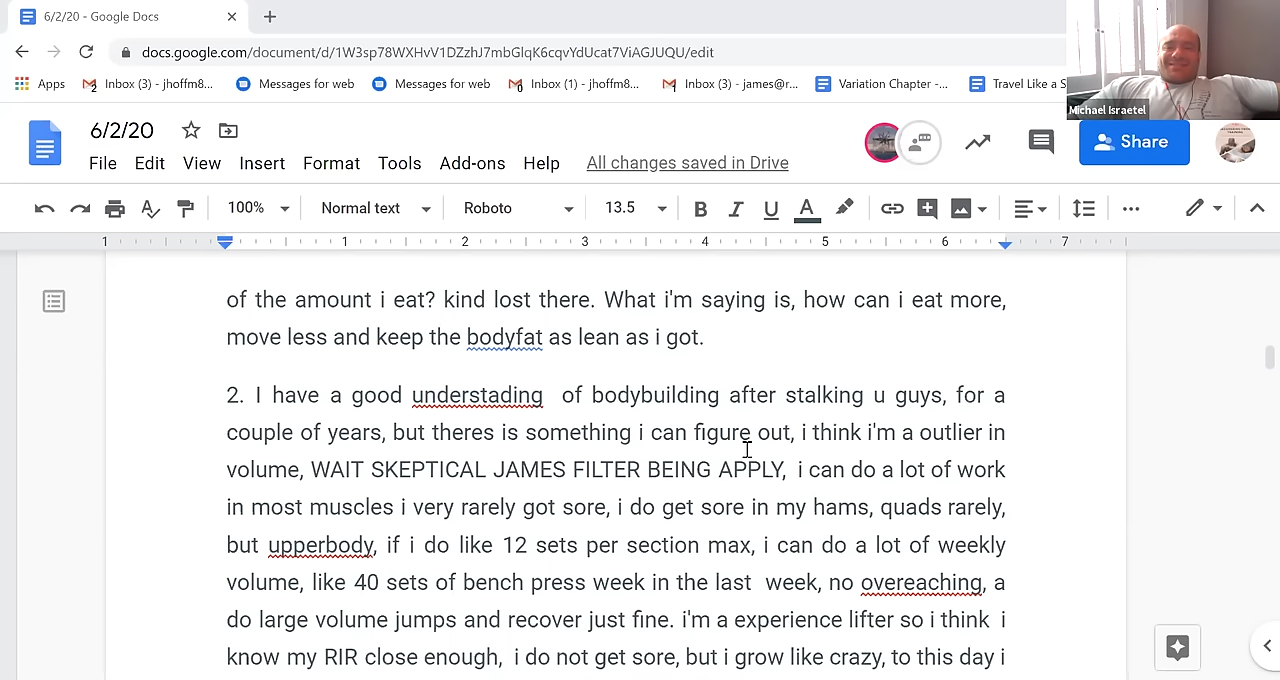 6/2/20 - Google Docs
docs.google.com/document/d/1W3sp78WXHvV1DZzhJ7mbGlqK6cqvYdUcat7ViAGJUQU/edit
Apps
Inbox (3) - jhoffm8...
Messages for web
Messages for web
Inbox (1) - jhoffm8...
Inbox (3) - james@r...
Variation Chapter -...
Travel Like a S
Michael Israetel
6/2/20
File Edit View Insert Format Tools Add-ons Help
All changes saved in Drive
Share
100%
Normal text
Roboto
13.5
B I U A
1 1 2 3 4 5 6 7
of the amount i eat? kind lost there. What i'm saying is, how can i eat more,
move less and keep the bodyfat as lean as i got.
2. I have a good understading of bodybuilding after stalking u guys, for a
couple of years, but theres is something i can figure out, i think i'm a outlier in
volume, WAIT SKEPTICAL JAMES FILTER BEING APPLY, i can do a lot of work
in most muscles i very rarely got sore, i do get sore in my hams, quads rarely,
but upperbody, if i do like 12 sets per section max, i can do a lot of weekly
volume, like 40 sets of bench press week in the last week, no overeaching, a
do large volume jumps and recover just fine. i'm a experience lifter so i think i
know my RIR close enough, i do not get sore, but i grow like crazy, to this day i